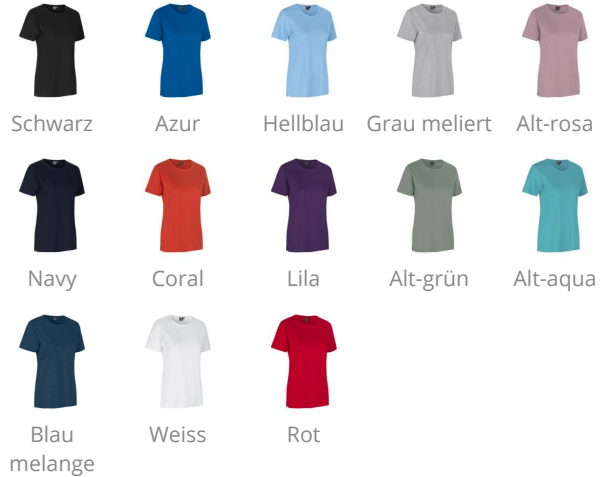 Schwarz
Azur
Hellblau
Grau meliert
Alt-rosa
Navy
Coral
Lila
Alt-grün
Alt-aqua
Blau
melange
Weiss
Rot